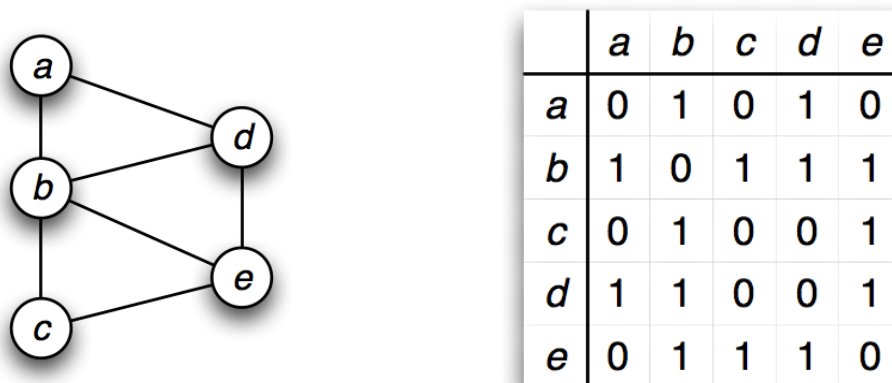 a
d
b
e
c
a b c d e
a 0 1 0 1 0
b 1 0 1 1 1
c 0 1 0 0 1
d 1 1 0 0 1
e 0 1 1 1 0